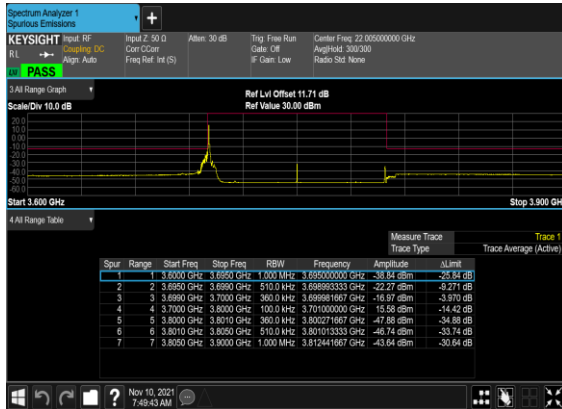 Spectrum Analyzer 1
Spurious Emissions
+
KEYSIGHT Input: RF Input Z: 50 Ω Atten: 30 dB Trig: Free Run Center Freq: 22.005000000 GHz
RL Coupling: DC Corr CCorr Gate: Off Avg|Hold: 300/300
Align: Auto Freq Ref: Int (S) IF Gain: Low Radio Std: None
PASS
3 All Range Graph Ref Lvl Offset 11.71 dB
Scale/Div 10.0 dB Ref Value 30.00 dBm
20.0
10.0
0.00
-10.0
-20.0
-30.0
-40.0
-50.0
-60.0
Start 3.600 GHz Stop 3.900 GHz
4 All Range Table
Measure Trace Trace 1
Trace Type Trace Average (Active)
Spur Range Start Freq Stop Freq RBW Frequency Amplitude ΔLimit
1 1 3.6000 GHz 3.6950 GHz 1.000 MHz 3.695000000 GHz -38.84 dBm -25.84 dB
2 2 3.6950 GHz 3.6990 GHz 510.0 kHz 3.698993333 GHz -22.27 dBm -9.271 dB
3 3 3.6990 GHz 3.7000 GHz 360.0 kHz 3.699981667 GHz -16.97 dBm -3.970 dB
4 4 3.7000 GHz 3.8000 GHz 100.0 kHz 3.701000000 GHz 15.58 dBm -14.42 dB
5 5 3.8000 GHz 3.8010 GHz 360.0 kHz 3.800271667 GHz -47.88 dBm -34.88 dB
6 6 3.8010 GHz 3.8050 GHz 510.0 kHz 3.801013333 GHz -46.74 dBm -33.74 dB
7 7 3.8050 GHz 3.9000 GHz 1.000 MHz 3.812441667 GHz -43.64 dBm -30.64 dB
? Nov 10, 2021
7:49:43 AM